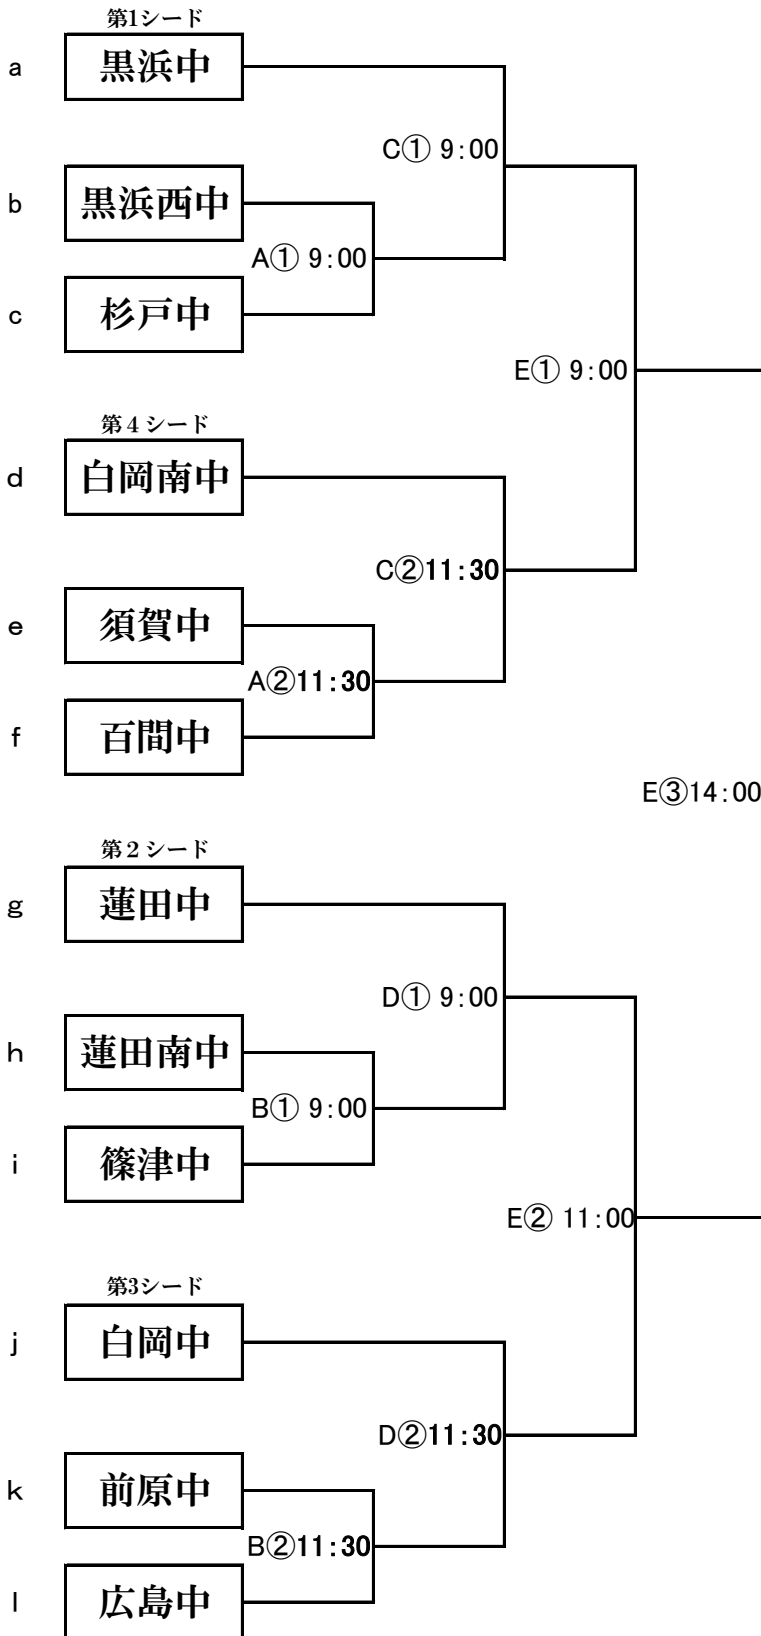 第1シード
a 黒浜中
C① 9:00
b 黒浜西中
A① 9:00
c 杉戸中
E① 9:00
第４シード
d 白岡南中
C②11:30
e 須賀中
A②11:30
f 百間中
E③14:00
第２シード
g 蓮田中
D① 9:00
h 蓮田南中
B① 9:00
i 篠津中
E② 11:00
第3シード
j 白岡中
D②11:30
k 前原中
B②11:30
l 広島中